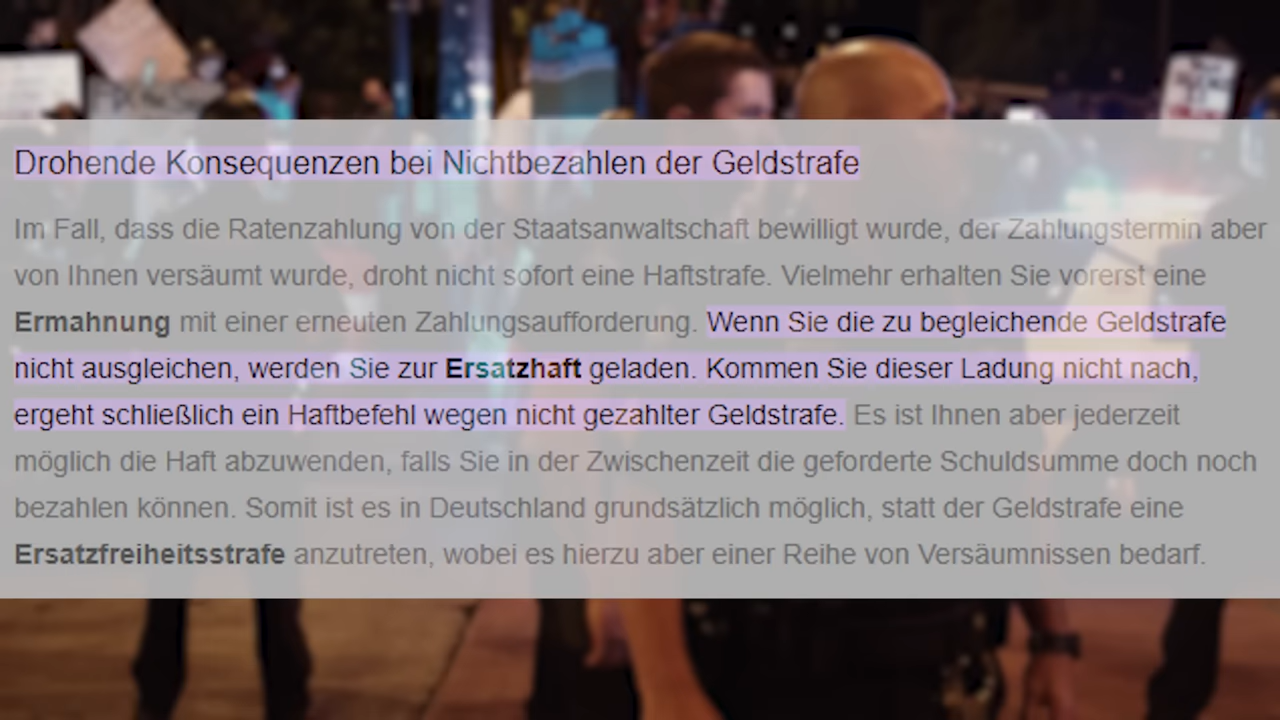 Drohende Konsequenzen bei Nichtbezahlen der Geldstrafe
Im Fall, dass die Ratenzahlung von der Staatsanwaltschaft bewilligt wurde, der Zahlungstermin aber
von Ihnen versäumt wurde, droht nicht sofort eine Haftstrafe. Vielmehr erhalten Sie vorerst eine
Ermahnung mit einer erneuten Zahlungsaufforderung. Wenn Sie die zu begleichende Geldstrafe
nicht ausgleichen, werden Sie zur Ersatzhaft geladen. Kommen Sie dieser Ladung nicht nach,
ergeht schließlich ein Haftbefehl wegen nicht gezahlter Geldstrafe. Es ist Ihnen aber jederzeit
möglich die Haft abzuwenden, falls Sie in der Zwischenzeit die geforderte Schuldsumme doch noch
bezahlen können. Somit ist es in Deutschland grundsätzlich möglich, statt der Geldstrafe eine
Ersatzfreiheitsstrafe anzutreten, wobei es hierzu aber einer Reihe von Versäumnissen bedarf.